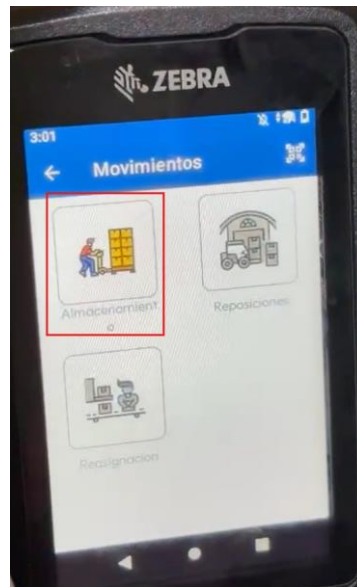 ZEBRA
3:01
Movimientos
Almacenamient
o
Reposiciones
Reasignacion